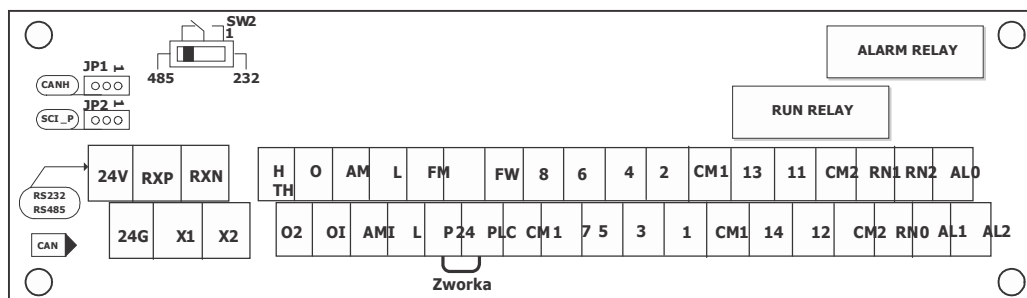 SW2
1
485 232
JP1 1
CANH
JP2 1
SCI_P
ALARM RELAY
RUN RELAY
24V RXP RXN
H TH O AM L FM FW 8 6 4 2 CM1 13 11 CM2 RN1 RN2 AL0
RS232
RS485
CAN
24G X1 X2
O2 OI AMI L P24 PLC CM1 7 5 3 1 CM1 14 12 CM2 RN0 AL1 AL2
Zworka